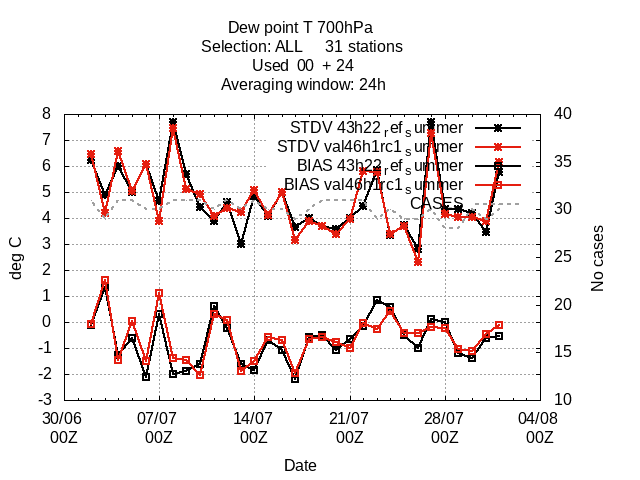 Dew point T 700hPa
Selection: ALL 31 stations
Used 00 + 24
Averaging window: 24h
8 40
7 STDV 43h22_ref_summer
STDV val46h1rc1_summer
6 BIAS 43h22_ref_summer 35
5 BIAS val46h1rc1_summer
CASES
4 30
3
2 25
1
0 20
-1 15
-2
-3 10
deg C
No cases
30/06 07/07 14/07 21/07 28/07 04/08
00Z 00Z 00Z 00Z 00Z 00Z
Date